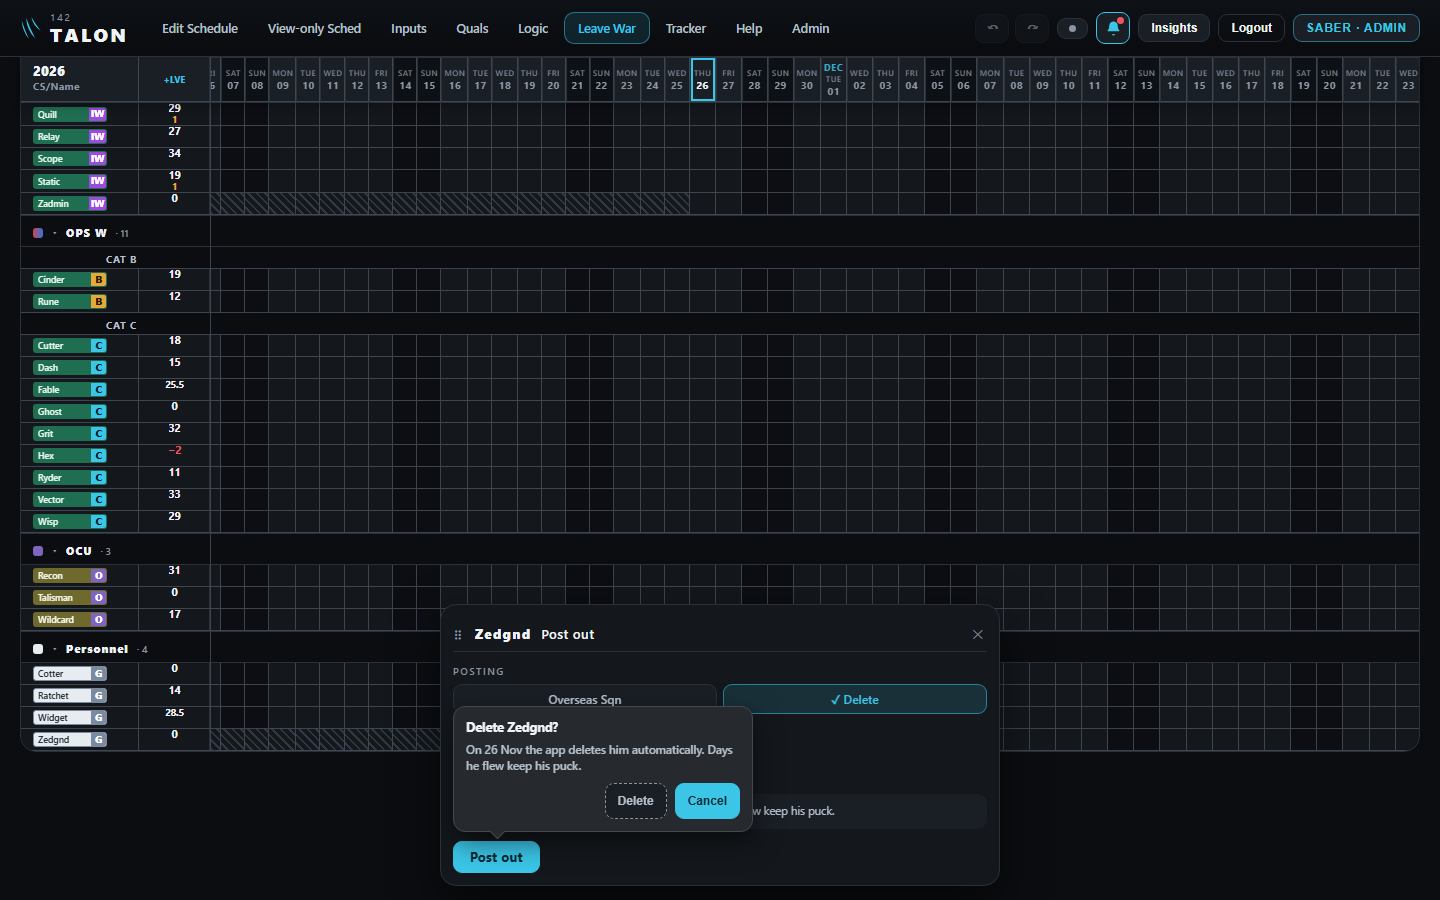 142
TALON
Edit Schedule
View-only Sched
Inputs
Quals
Logic
Leave War
Tracker
Help
Admin
Insights
Logout
SABER · ADMIN
2026
CS/Name
+LVE
SAT 07
SUN 08
MON 09
TUE 10
WED 11
THU 12
FRI 13
SAT 14
SUN 15
MON 16
TUE 17
WED 18
THU 19
FRI 20
SAT 21
SUN 22
MON 23
TUE 24
WED 25
THU 26
FRI 27
SAT 28
SUN 29
MON 30
DEC TUE 01
WED 02
THU 03
FRI 04
SAT 05
SUN 06
MON 07
TUE 08
WED 09
THU 10
FRI 11
SAT 12
SUN 13
MON 14
TUE 15
WED 16
THU 17
FRI 18
SAT 19
SUN 20
MON 21
TUE 22
WED 23
Quill IW 29 1
Relay IW 27
Scope IW 34
Static IW 19 1
Zadmin IW 0
OPS W · 11
CAT B
Cinder B 19
Rune B 12
CAT C
Cutter C 18
Dash C 15
Fable C 25.5
Ghost C 0
Grit C 32
Hex C −2
Ryder C 11
Vector C 33
Wisp C 29
OCU · 3
Recon O 31
Talisman O 0
Wildcard O 17
Personnel · 4
Cotter G 0
Ratchet G 14
Widget G 28.5
Zedgnd G 0
Zedgnd Post out
POSTING
Overseas Sqn
✓ Delete
Delete Zedgnd?
On 26 Nov the app deletes him automatically. Days
he flew keep his puck.
Delete
Cancel
w keep his puck.
Post out